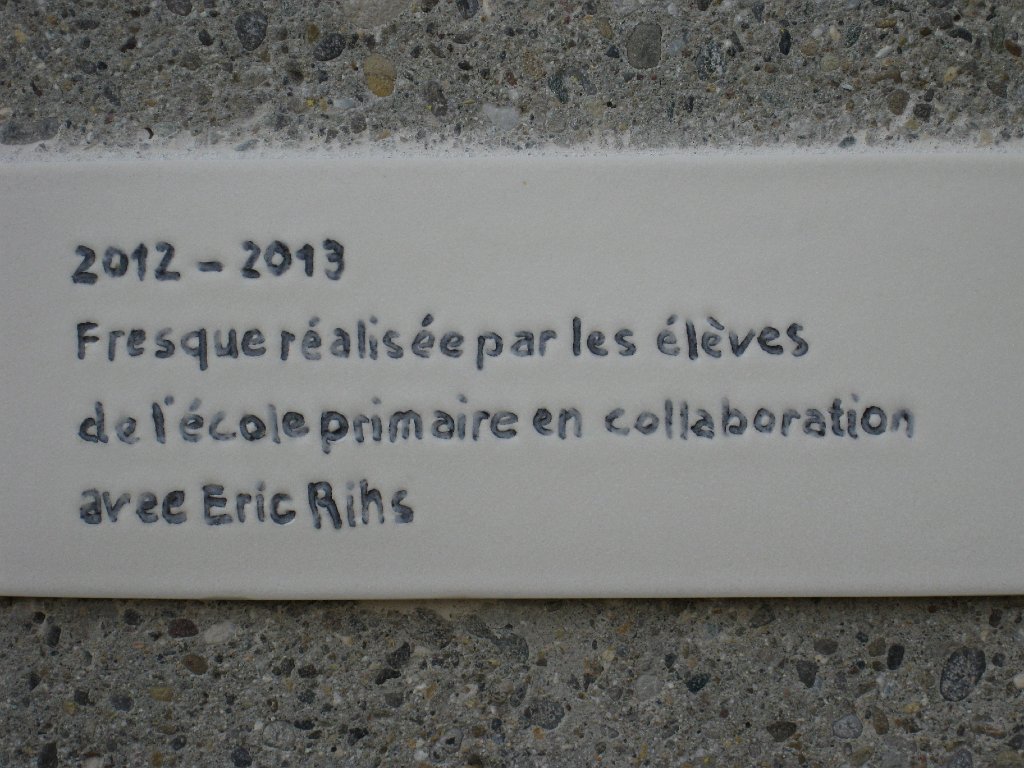 2012 - 2013
Fresque réalisée par les élèves
de l'école primaire en collaboration
avec Eric Rihs